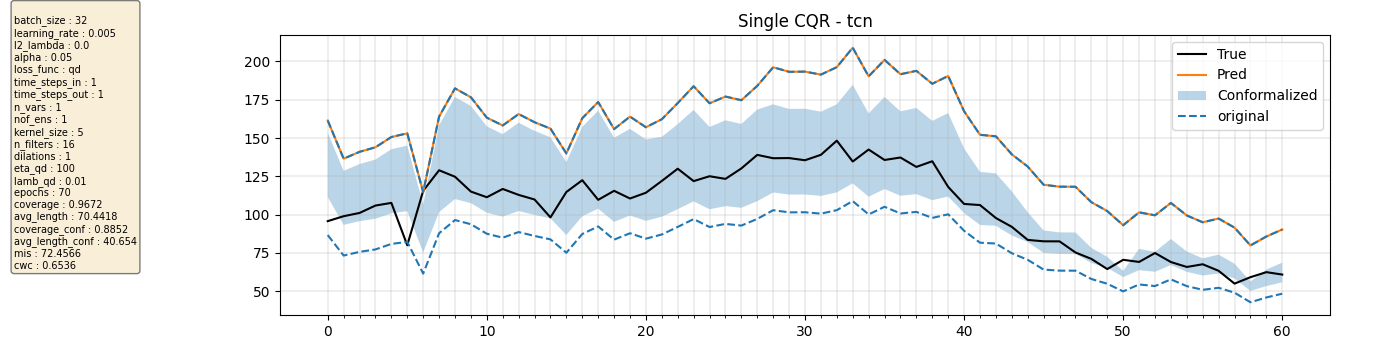 batch_size : 32
learning_rate : 0.005
l2_lambda : 0.0
alpha : 0.05
loss_func : qd
time_steps_in : 1
time_steps_out : 1
n_vars : 1
nof_ens : 1
kernel_size : 5
n_filters : 16
dilations : 1
eta_qd : 100
lamb_qd : 0.01
epochs : 70
coverage : 0.9672
avg_length : 70.4418
coverage_conf : 0.8852
avg_length_conf : 40.654
mis : 72.4566
cwc : 0.6536
Single CQR - tcn
True
Pred
Conformalized
original
200
175
150
125
100
75
50
0 10 20 30 40 50 60